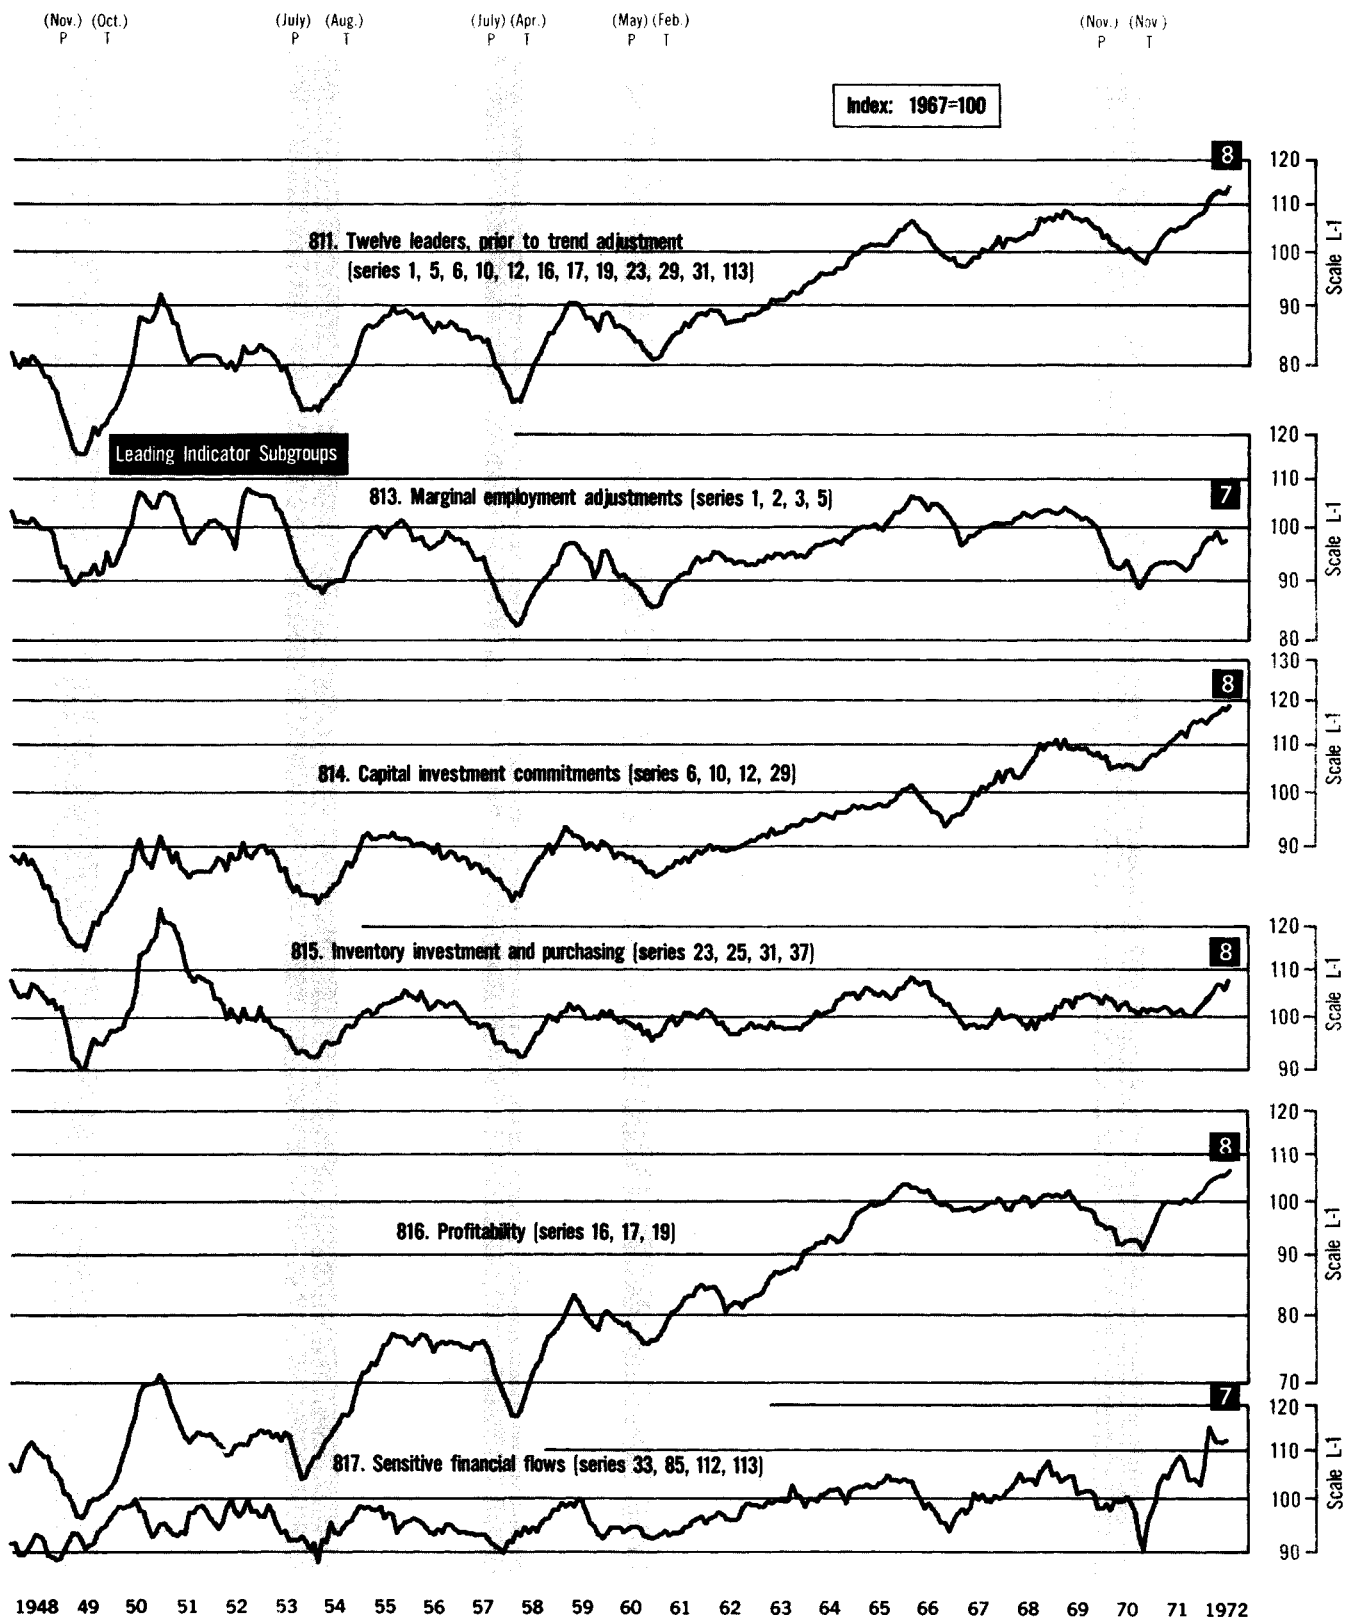 (Nov.) (Oct.) (July) (Aug.) (July) (Apr.) (May) (Feb.) (Nov.) (Nov.)
P T P T P T P T P T
Index: 1967=100
8
120
110
100
90
80
Scale L-1
811. Twelve leaders, prior to trend adjustment
(series 1, 5, 6, 10, 12, 16, 17, 19, 23, 29, 31, 113)
Leading Indicator Subgroups
120
110
100
90
80
Scale L-1
813. Marginal employment adjustments (series 1, 2, 3, 5)
7
130
120
110
100
90
Scale L-1
8
814. Capital investment commitments (series 6, 10, 12, 29)
120
110
100
90
Scale L-1
815. Inventory investment and purchasing (series 23, 25, 31, 37)
8
120
110
100
90
80
70
Scale L-1
8
816. Profitability (series 16, 17, 19)
7
120
110
100
90
Scale L-1
817. Sensitive financial flows (series 33, 85, 112, 113)
1948 49 50 51 52 53 54 55 56 57 58 59 60 61 62 63 64 65 66 67 68 69 70 71 1972